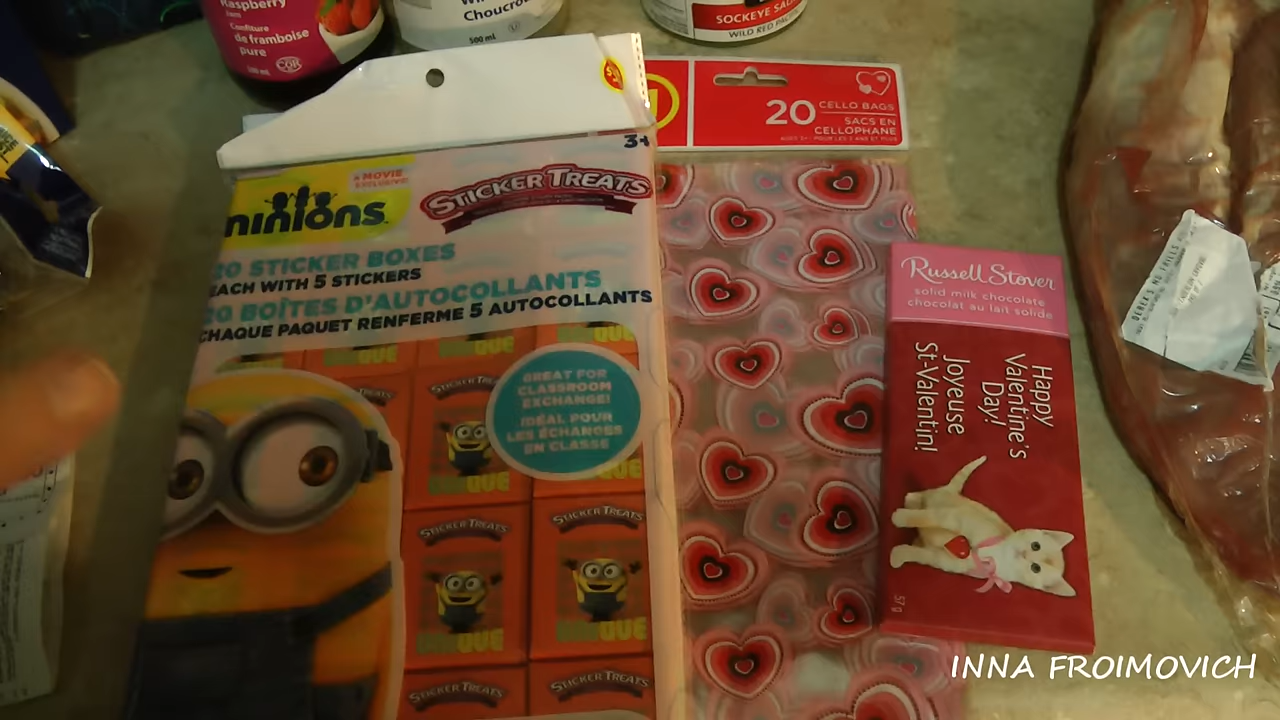 Raspberry
Jam
Confiture
de framboise
pure
COR
500 ml
SOCKEYE
WILD RED
20
CELLO BAGS
SACS EN
CELLOPHANE
3+
A MOVIE
EXCLUSIVE!
minions
STICKER TREATS
20 STICKER BOXES
EACH WITH 5 STICKERS
20 BOÎTES D'AUTOCOLLANTS
CHAQUE PAQUET RENFERME 5 AUTOCOLLANTS
GREAT FOR
CLASSROOM
EXCHANGE!
IDÉAL POUR
LES ÉCHANGES
EN CLASSE
STICKER TREATS
STICKER TREATS
STICKER TREATS
STICKER TREATS
Russell Stover
solid milk chocolate
chocolat au lait solide
Happy
Valentine's
Day!
Joyeuse
St-Valentin!
57 g
INNA FROIMOVICH